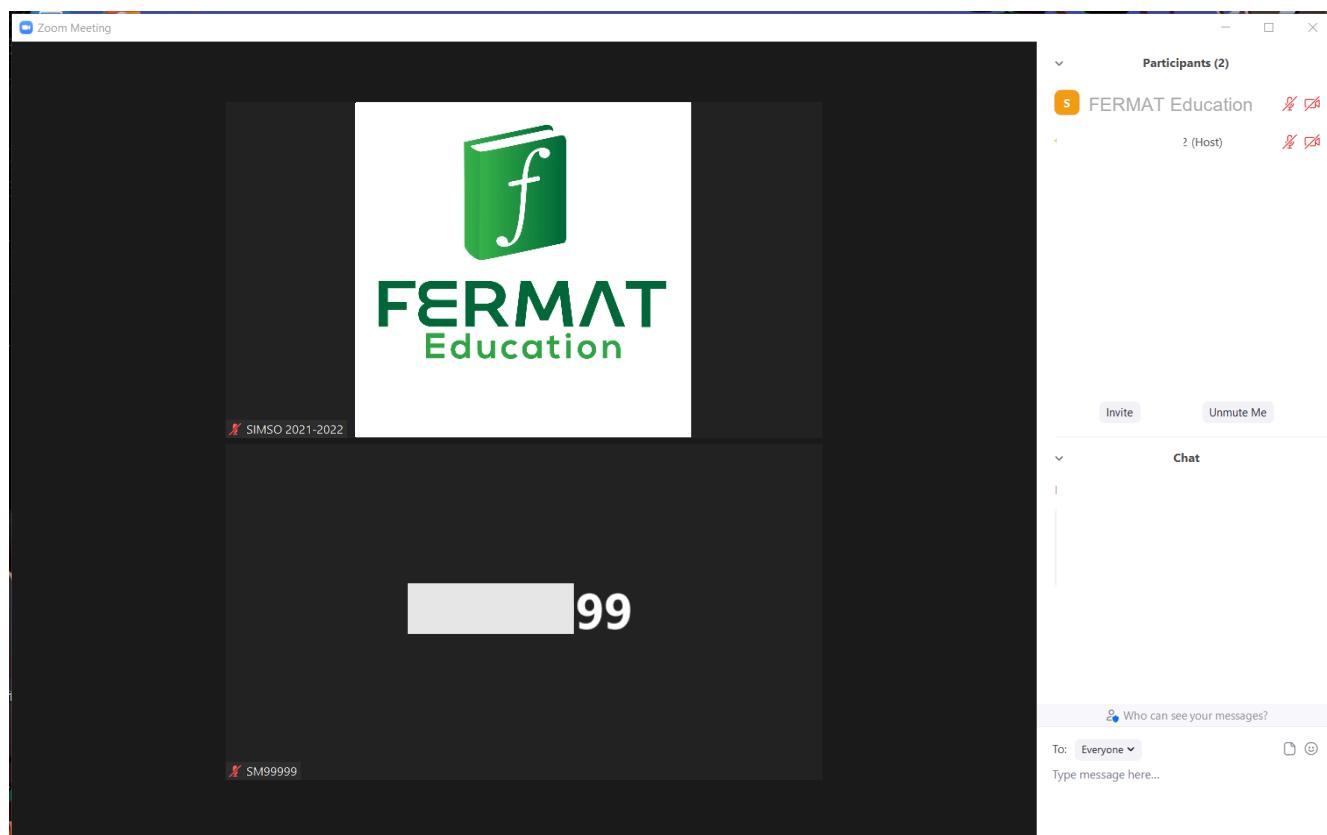 Zoom Meeting
FERMAT
Education
SIMSO 2021-2022
99
SM99999
Participants (2)
S FERMAT Education
2 (Host)
Invite Unmute Me
Chat
Who can see your messages?
To: Everyone
Type message here...